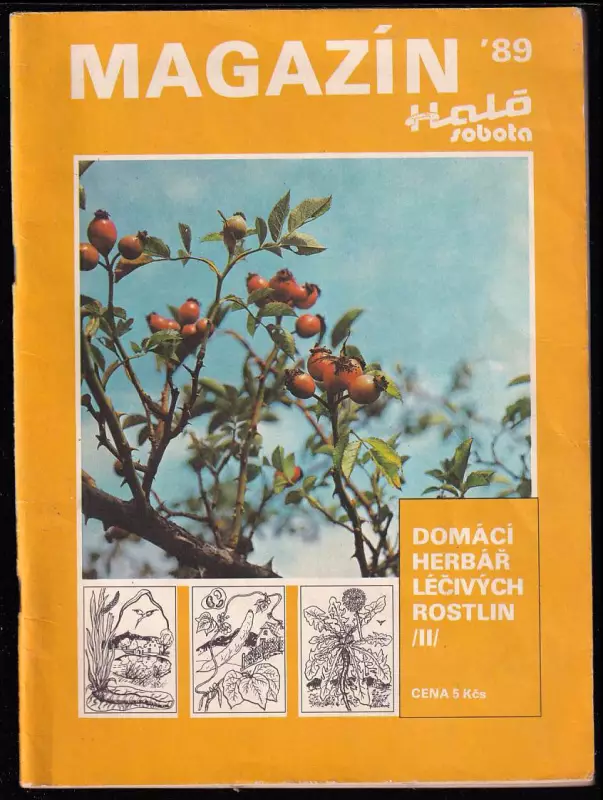 MAGAZÍN '89
Haló
sobota
DOMÁCÍ
HERBÁŘ
LÉČIVÝCH
ROSTLIN
/II/
CENA 5 Kčs